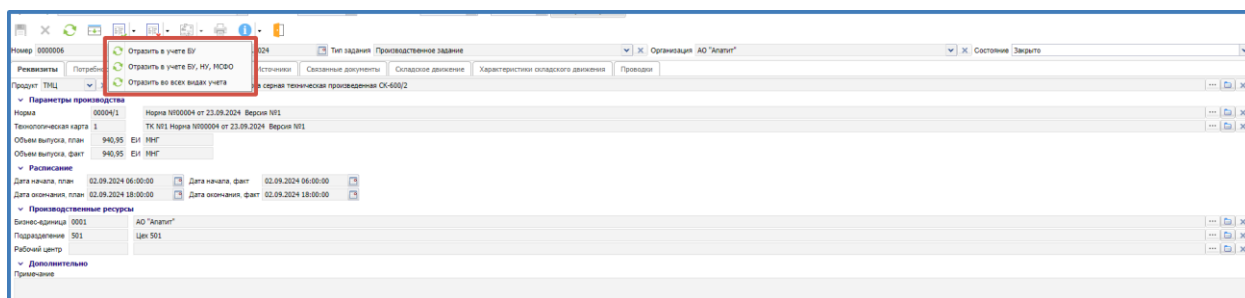 Номер 0000006 2024 Тип задания Производственное задание Организация АО "Апатит" Состояние Закрыто
Отразить в учете БУ
Отразить в учете БУ, НУ, МСФО
Отразить во всех видах учета
Реквизиты Источники Связанные документы Складское движение Характеристики складского движения Проводки
Продукт ТМЦ серная техническая произведенная СК-600/2
Параметры производства
Норма 00004/1 Норма №00004 от 23.09.2024 Версия №1
Технологическая карта 1 ТК №1 Норма №00004 от 23.09.2024 Версия №1
Объем выпуска, план 940,95 ЕИ МНГ
Объем выпуска, факт 940,95 ЕИ МНГ
Расписание
Дата начала, план 02.09.2024 06:00:00 Дата начала, факт 02.09.2024 06:00:00
Дата окончания, план 02.09.2024 18:00:00 Дата окончания, факт 02.09.2024 18:00:00
Производственные ресурсы
Бизнес-единица 0001 АО "Апатит"
Подразделение 501 Цех 501
Рабочий центр
Дополнительно
Примечание